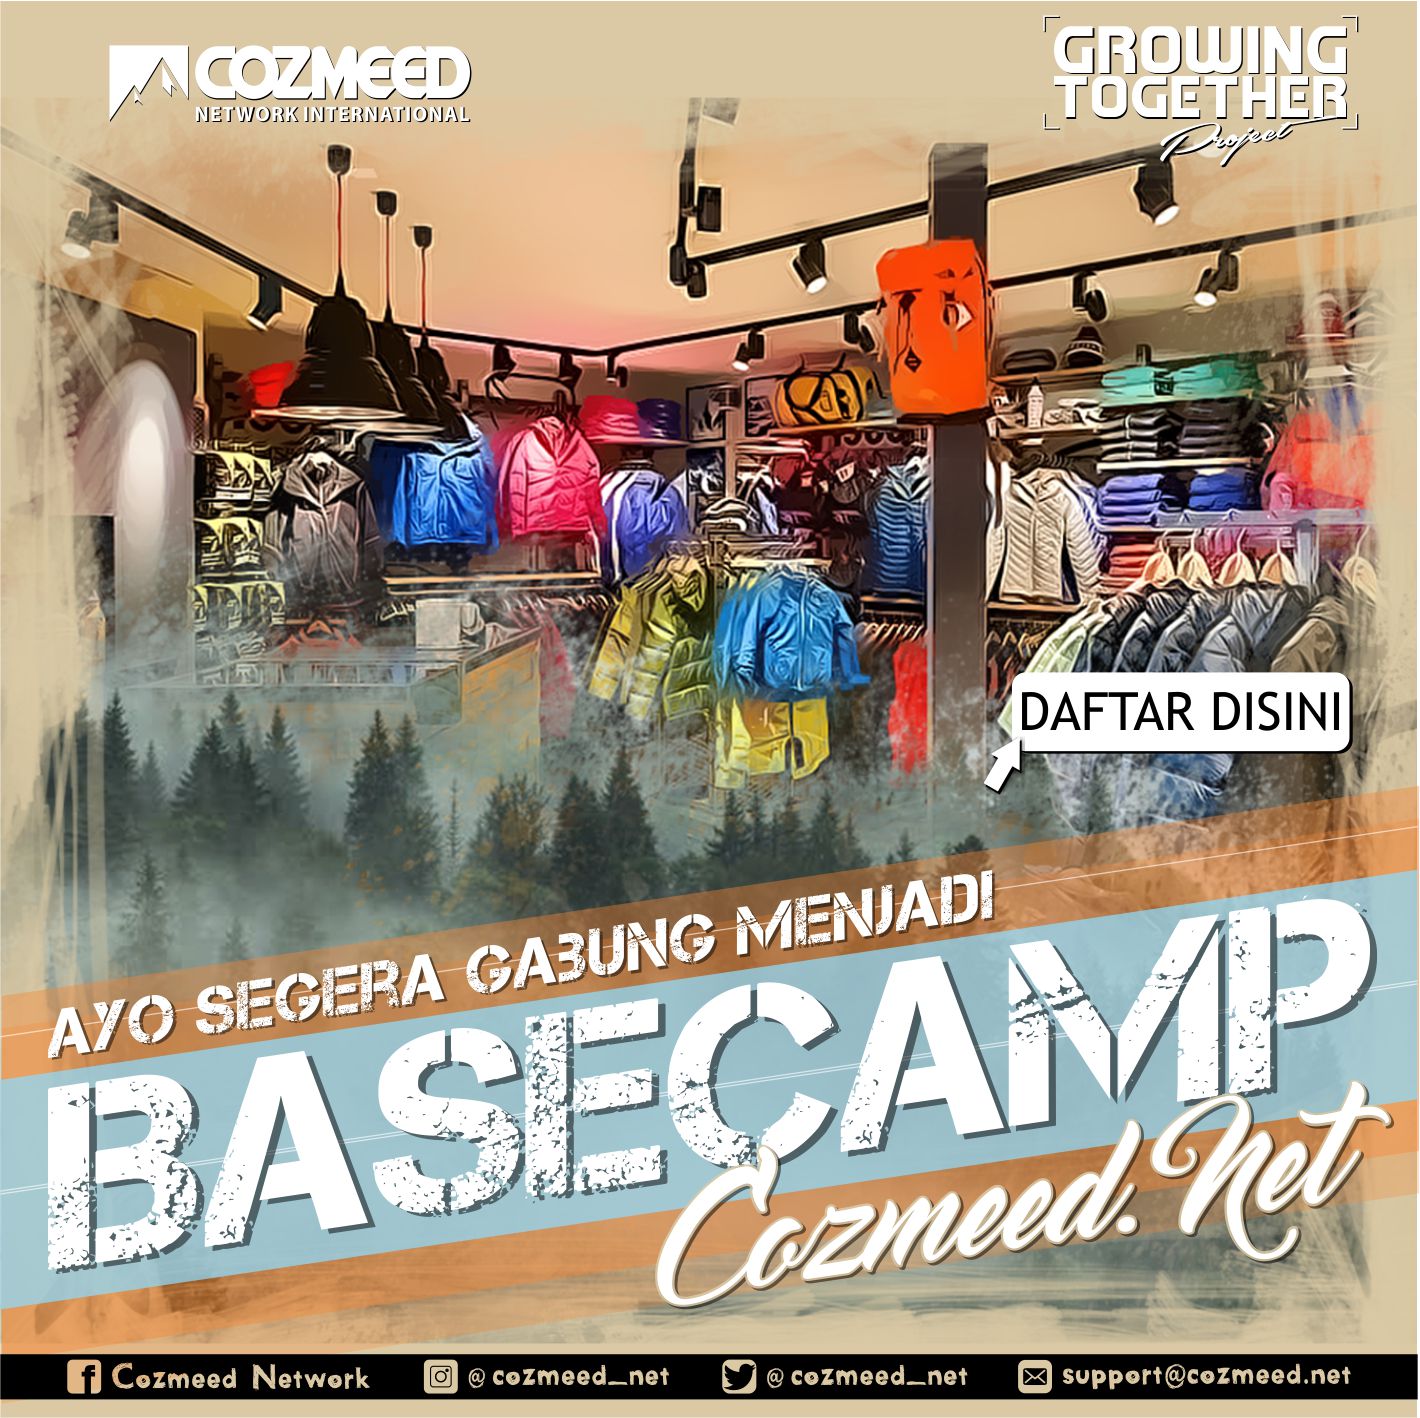 COZMEED
NETWORK INTERNATIONAL
GROWING
TOGETHER
Project
DAFTAR DISINI
AYO SEGERA GABUNG MENJADI
BASECAMP
Cozmeed.Net
Cozmeed Network @cozmeed_net @cozmeed_net support@cozmeed.net